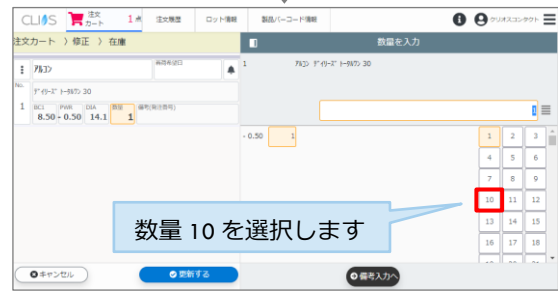 CLIOS 注文カート 1 点 注文履歴 ロット情報 製品バーコード情報 クリオスコンタクト
注文カート 〉 修正 〉 在庫
数量を入力
アルコン
1 アルコン デイリーズ トータルワン 30
No.
デイリーズ トータルワン 30
1
BC1 PWR DIA 数量 備考(発注番号)
8.50 - 0.50 14.1 1
1
- 0.50 1
1 2 3
4 5 6
7 8 9
10 11 12
13 14 15
16 17 18
数量 10 を選択します
キャンセル 更新する 備考入力へ